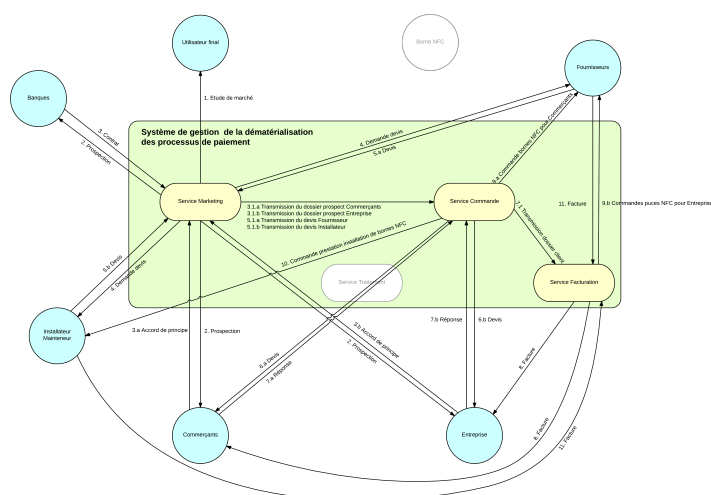 Utilisateur final
Borne NFC
Fournisseurs
Banques
1. Etude de marché
3. Contrat
2. Prospection
Système de gestion de la dématérialisation
des processus de paiement
4. Demande devis
5.a Devis
9.a Commande bornes NFC pour Commerçants
Service Marketing
Service Commande
3.1.a Transmission du dossier prospect Commerçants
3.1.b Transmission du dossier prospect Entreprise
5.1.a Transmission du devis Fournisseur
5.1.b Transmission du devis Installateur
7.1 Transmission dossier client
11. Facture
9.b Commandes puces NFC pour Entreprise
10. Commande prestation installation de bornes NFC
5.b Devis
4. Demande devis
Service Traitement
Service Facturation
Installateur
Mainteneur
3.a Accord de principe
2. Prospection
6.a Devis
7.a Réponse
3.b Accord de principe
2. Prospection
7.b Réponse
6.b Devis
8. Facture
Commerçants
Entreprise
8. Facture
11. Facture